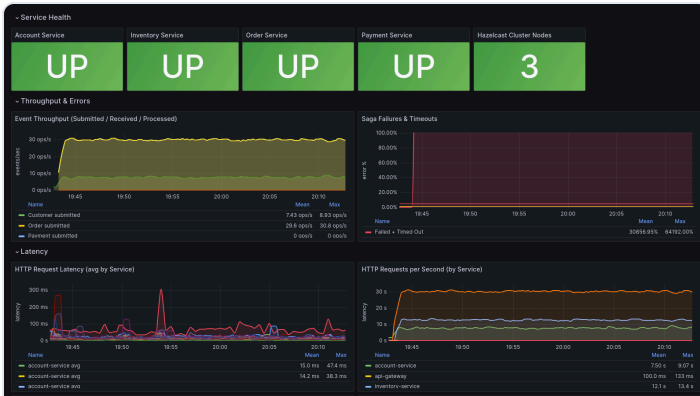 Service Health
Account Service
UP
Inventory Service
UP
Order Service
UP
Payment Service
UP
Hazelcast Cluster Nodes
3
Throughput & Errors
Event Throughput (Submitted / Received / Processed)
events/sec
30 ops/s
20 ops/s
10 ops/s
0 ops/s
19:45 19:50 19:55 20:00 20:05 20:10
Name Mean Max
Customer submitted 7.43 ops/s 8.93 ops/s
Order submitted 29.6 ops/s 30.8 ops/s
Payment submitted 0 ops/s 0 ops/s
Saga Failures & Timeouts
error %
100.00%
80.00%
60.00%
40.00%
20.00%
0.00%
19:45 19:50 19:55 20:00 20:05 20:10
Name Mean Max
Failed + Timed Out 30656.95% 64192.00%
Latency
HTTP Request Latency (avg by Service)
latency
300 ms
200 ms
100 ms
0 s
19:45 19:50 19:55 20:00 20:05 20:10
Name Mean Max
account-service avg 15.0 ms 47.4 ms
account-service avg 14.2 ms 38.3 ms
account-service avg
HTTP Requests per Second (by Service)
latency
30 s
20 s
10 s
0 s
19:45 19:50 19:55 20:00 20:05 20:10
Name Mean Max
account-service 7.50 s 9.07 s
api-gateway 100.0 ms 133 ms
inventory-service 12.1 s 13.4 s